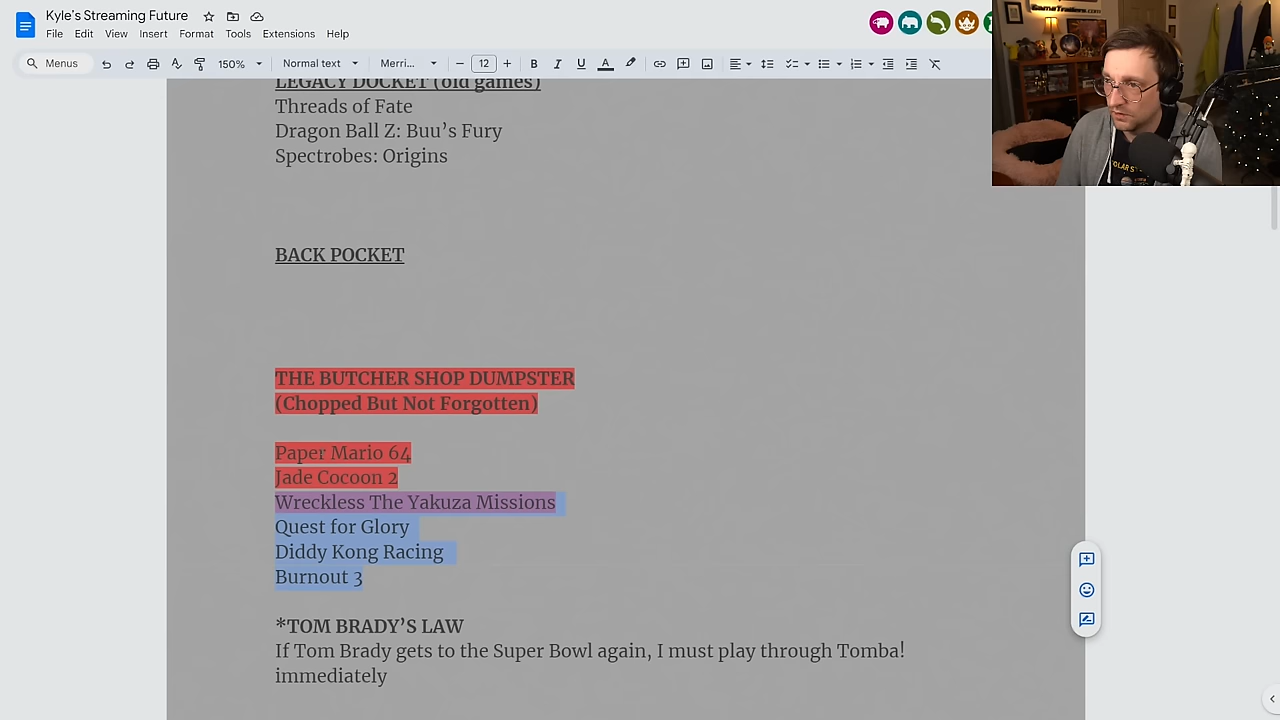 Kyle's Streaming Future
File Edit View Insert Format Tools Extensions Help
Menus
150%
Normal text
Merri...
12
LEGACY POCKET (old games)
Threads of Fate
Dragon Ball Z: Buu's Fury
Spectrobes: Origins
BACK POCKET
THE BUTCHER SHOP DUMPSTER
(Chopped But Not Forgotten)
Paper Mario 64
Jade Cocoon 2
Wreckless The Yakuza Missions
Quest for Glory
Diddy Kong Racing
Burnout 3
*TOM BRADY'S LAW
If Tom Brady gets to the Super Bowl again, I must play through Tomba!
immediately